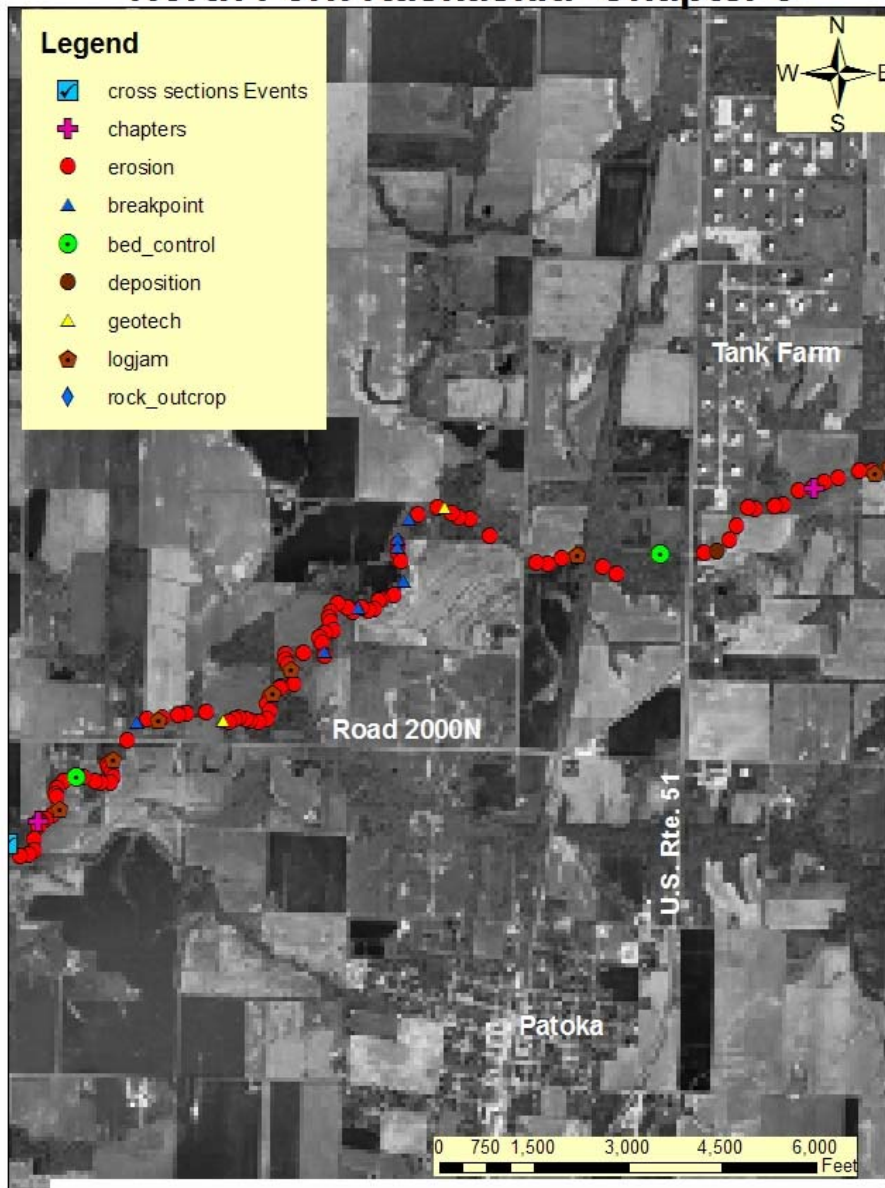 Legend
cross sections Events
chapters
erosion
breakpoint
bed_control
deposition
geotech
logjam
rock_outcrop
N
W E
S
Tank Farm
Road 2000N
U.S. Rte. 51
Patoka
0 750 1,500 3,000 4,500 6,000
Feet